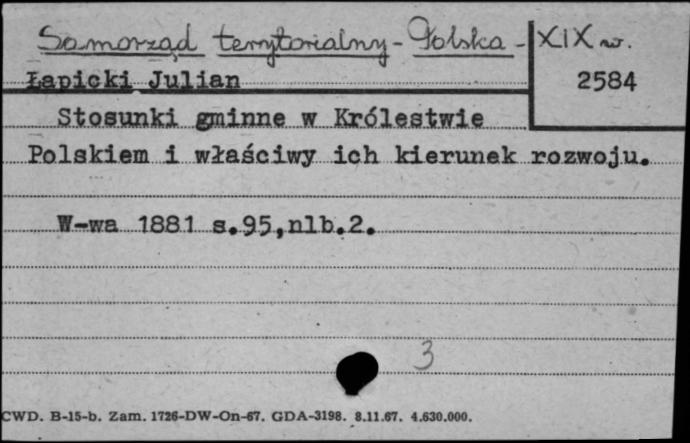 Samorząd terytorialny - Polska - XIX w.
Łapicki Julian 2584
Stosunki gminne w Królestwie
Polskiem i właściwy ich kierunek rozwoju.
W-wa 1881 s.95,nlb.2.
3
CWD. B-15-b. Zam. 1726-DW-On-67. GDA-3198. 8.11.67. 4.630.000.